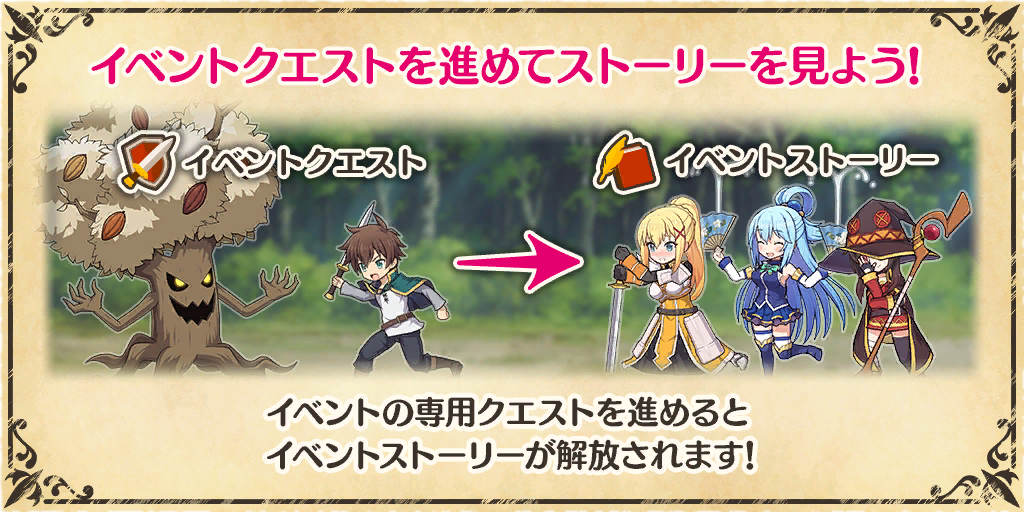 イベントクエストを進めてストーリーを見よう!
イベントクエスト
イベントストーリー
イベントの専用クエストを進めると
イベントストーリーが解放されます!